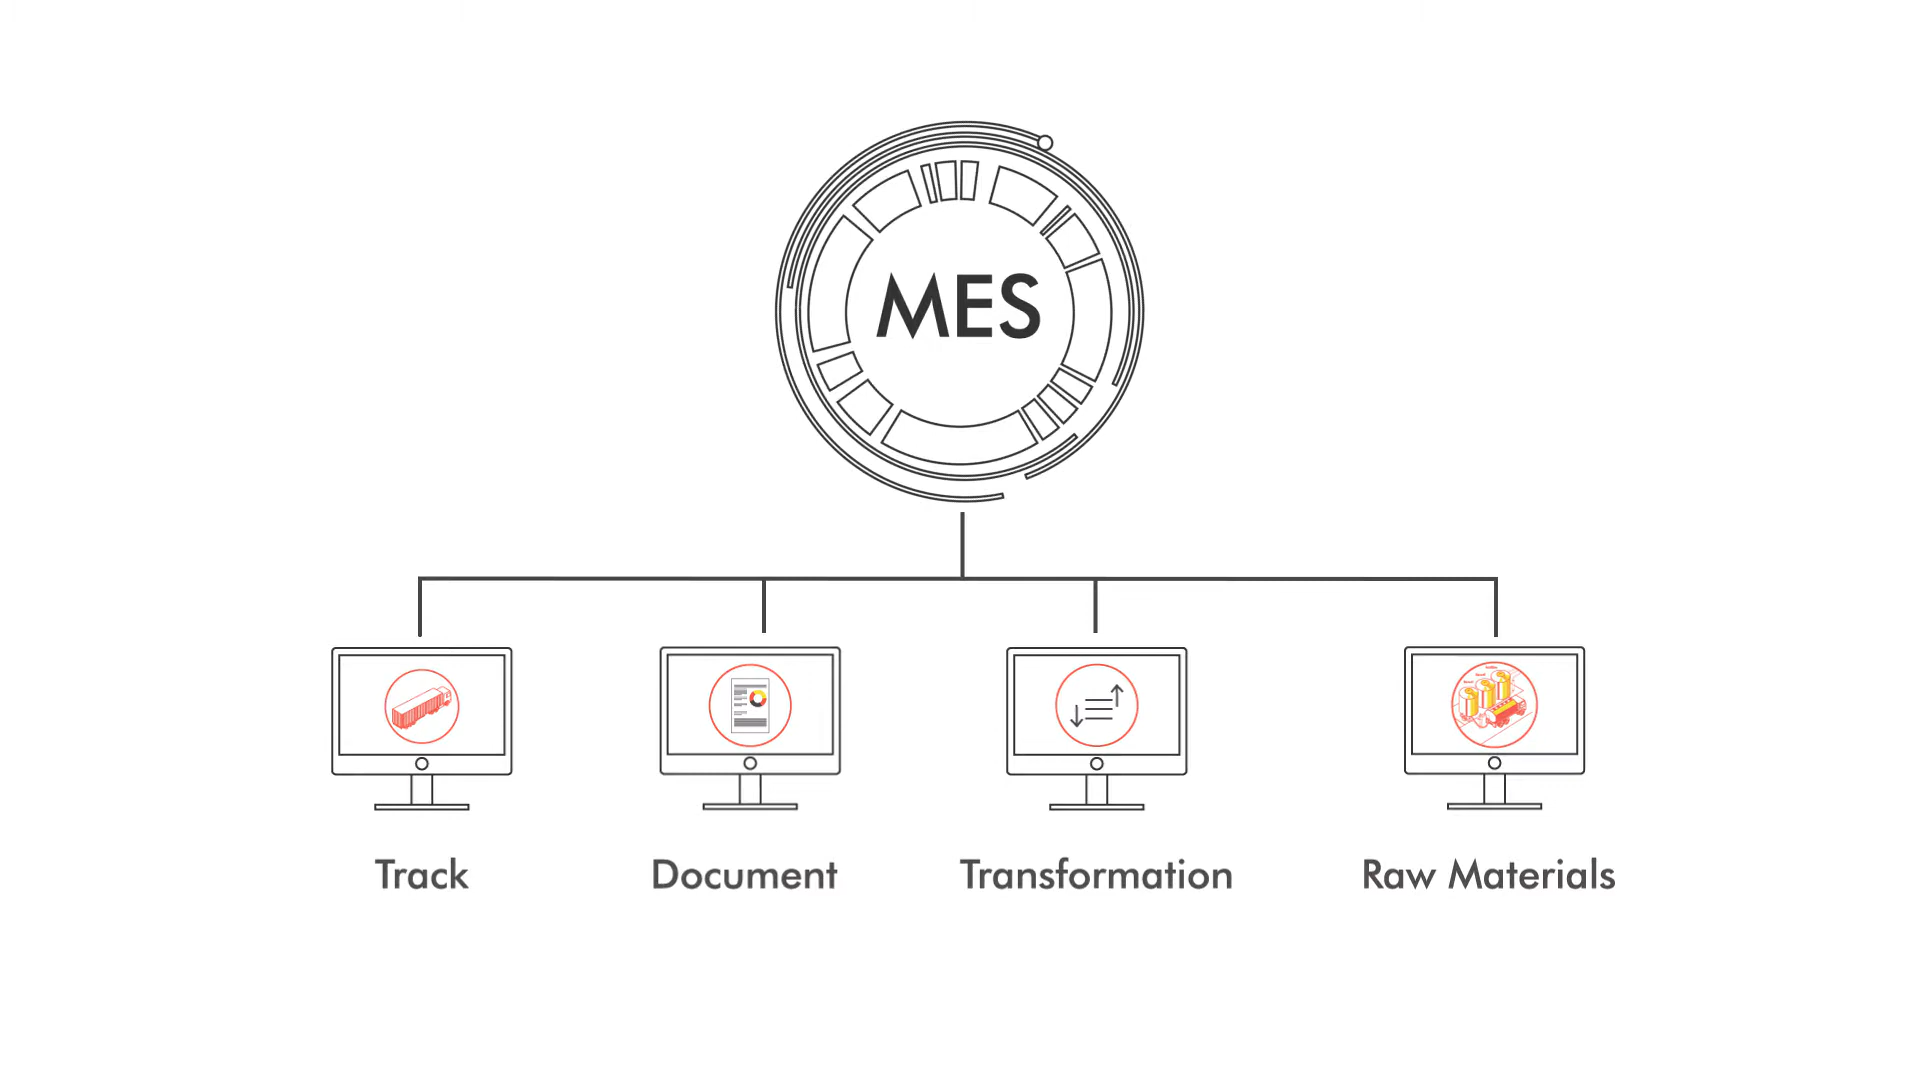 MES
Track
Document
Transformation
Raw Materials